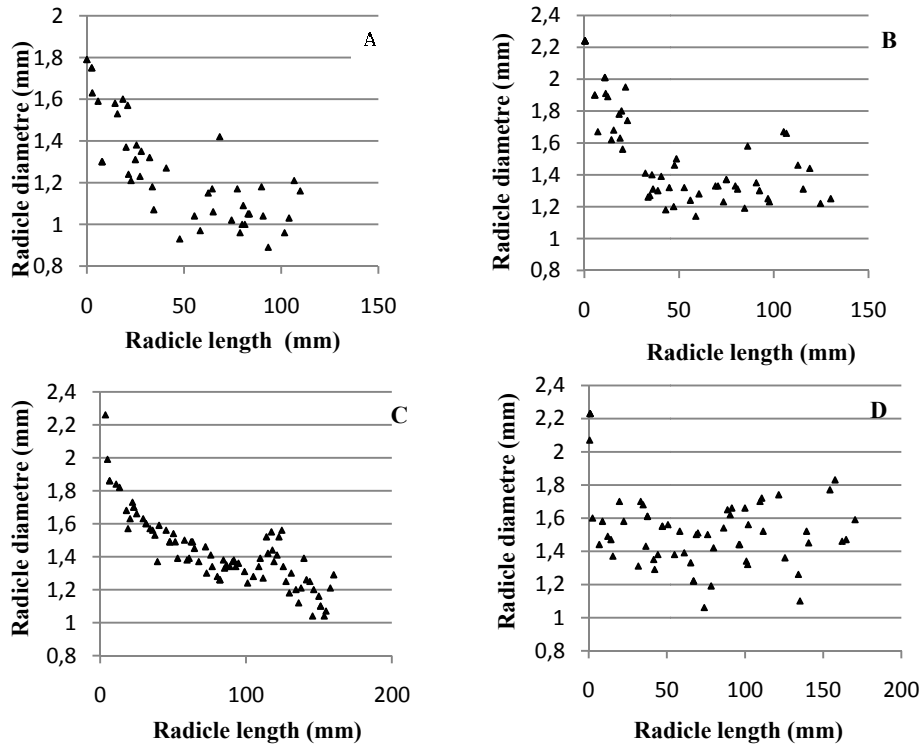 Radicle diametre (mm)
2
1,8
1,6
1,4
1,2
1
0,8
A
0 50 100 150
Radicle length (mm)
Radicle diametre (mm)
2,4
2,2
2
1,8
1,6
1,4
1,2
1
0,8
B
0 50 100 150
Radicle length (mm)
Radicle diametre (mm)
2,4
2,2
2
1,8
1,6
1,4
1,2
1
0,8
C
0 100 200
Radicle length (mm)
Radicle diametre (mm)
2,4
2,2
2
1,8
1,6
1,4
1,2
1
0,8
D
0 50 100 150 200
Radicle length (mm)